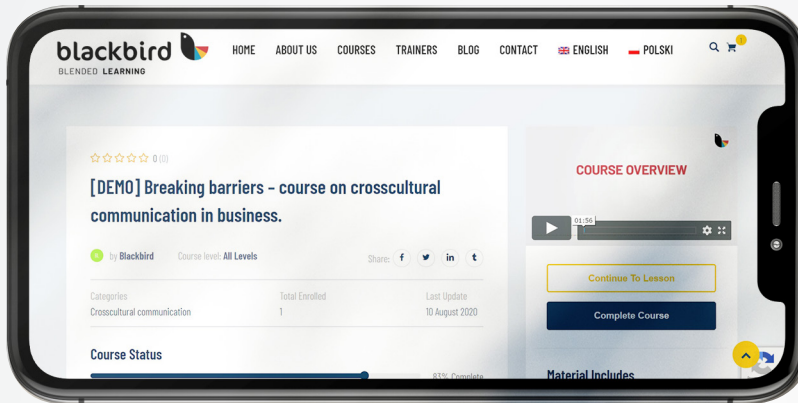 blackbird
BLENDED LEARNING
HOME ABOUT US COURSES TRAINERS BLOG CONTACT ENGLISH POLSKI
1
0 (0)
[DEMO] Breaking barriers – course on crosscultural
communication in business.
by Blackbird Course level: All Levels Share:
Categories Total Enrolled Last Update
Crosscultural communication 1 10 August 2020
Course Status
83% Complete
COURSE OVERVIEW
01:56
Continue To Lesson
Complete Course
Material Includes